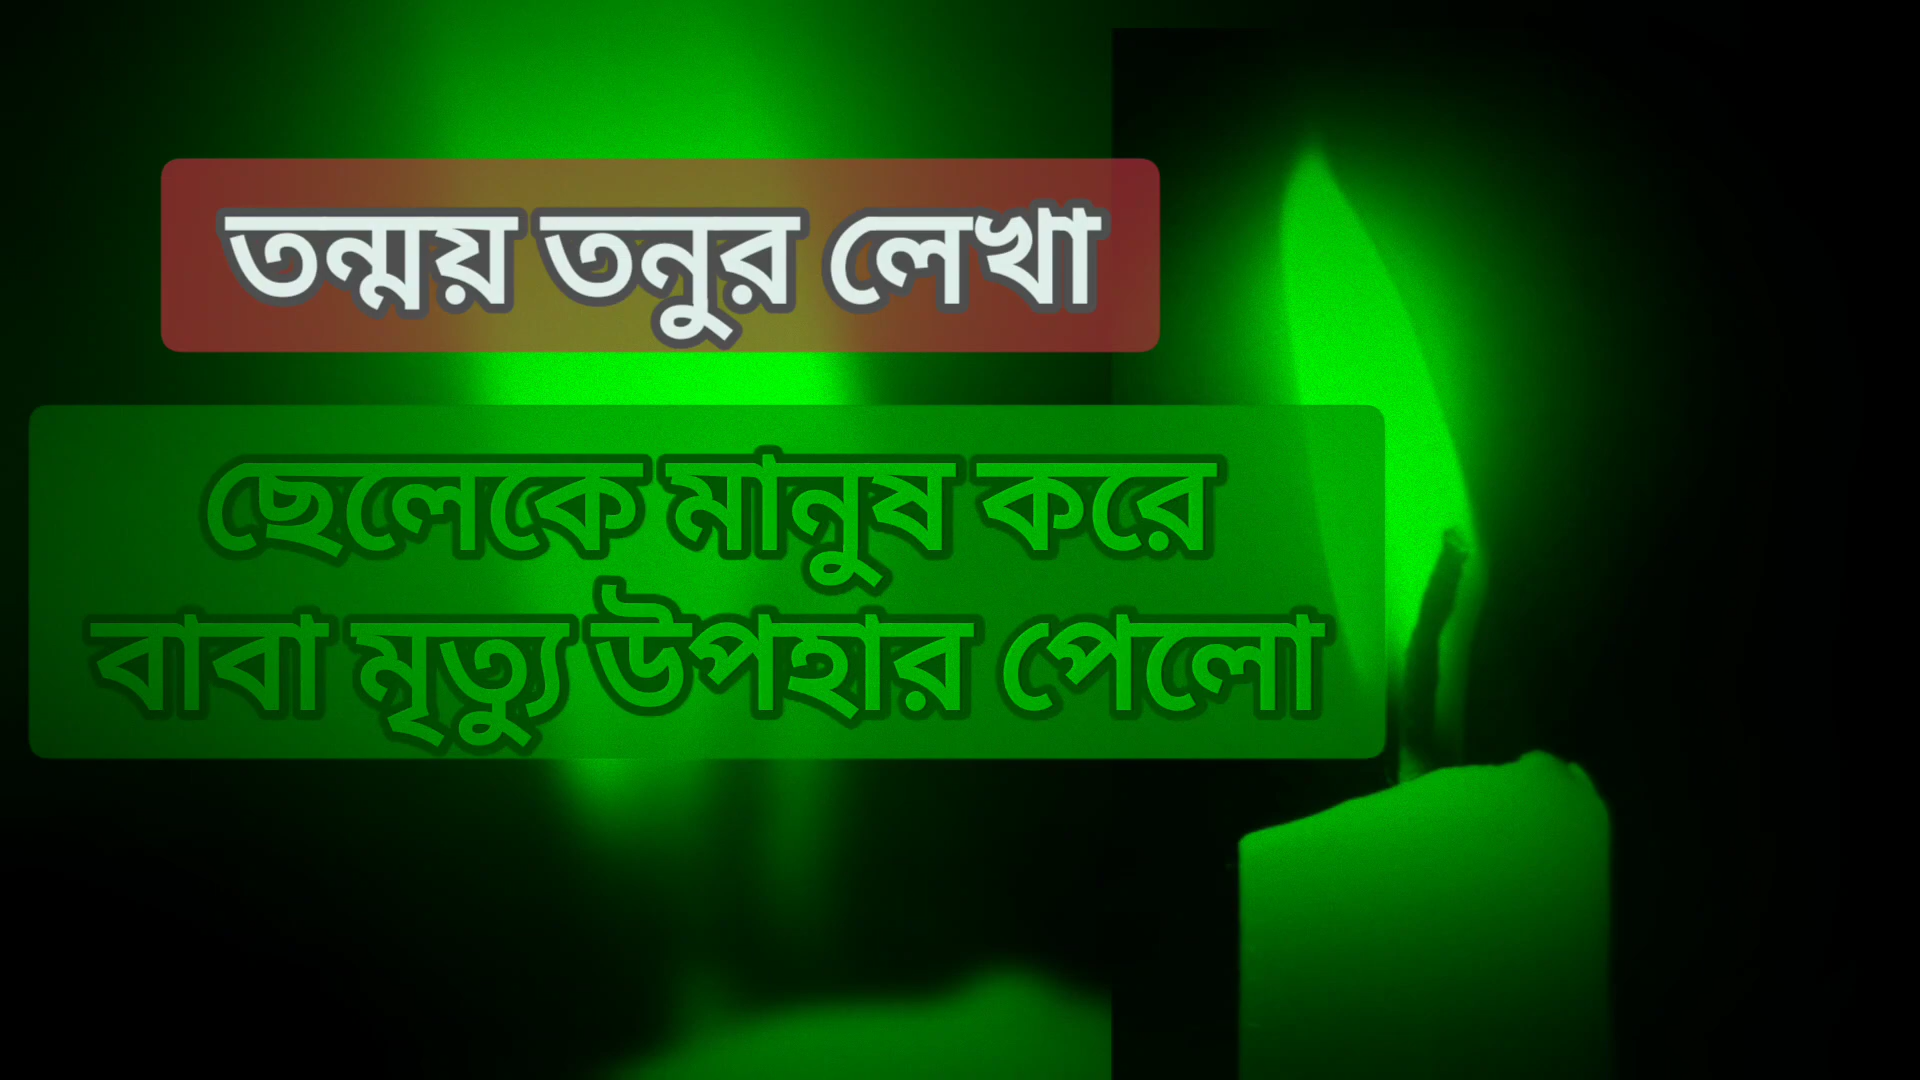 তন্ময় তনুর লেখা
ছেলেকে মানুষ করে
বাবা মৃত্যু উপহার পেলো